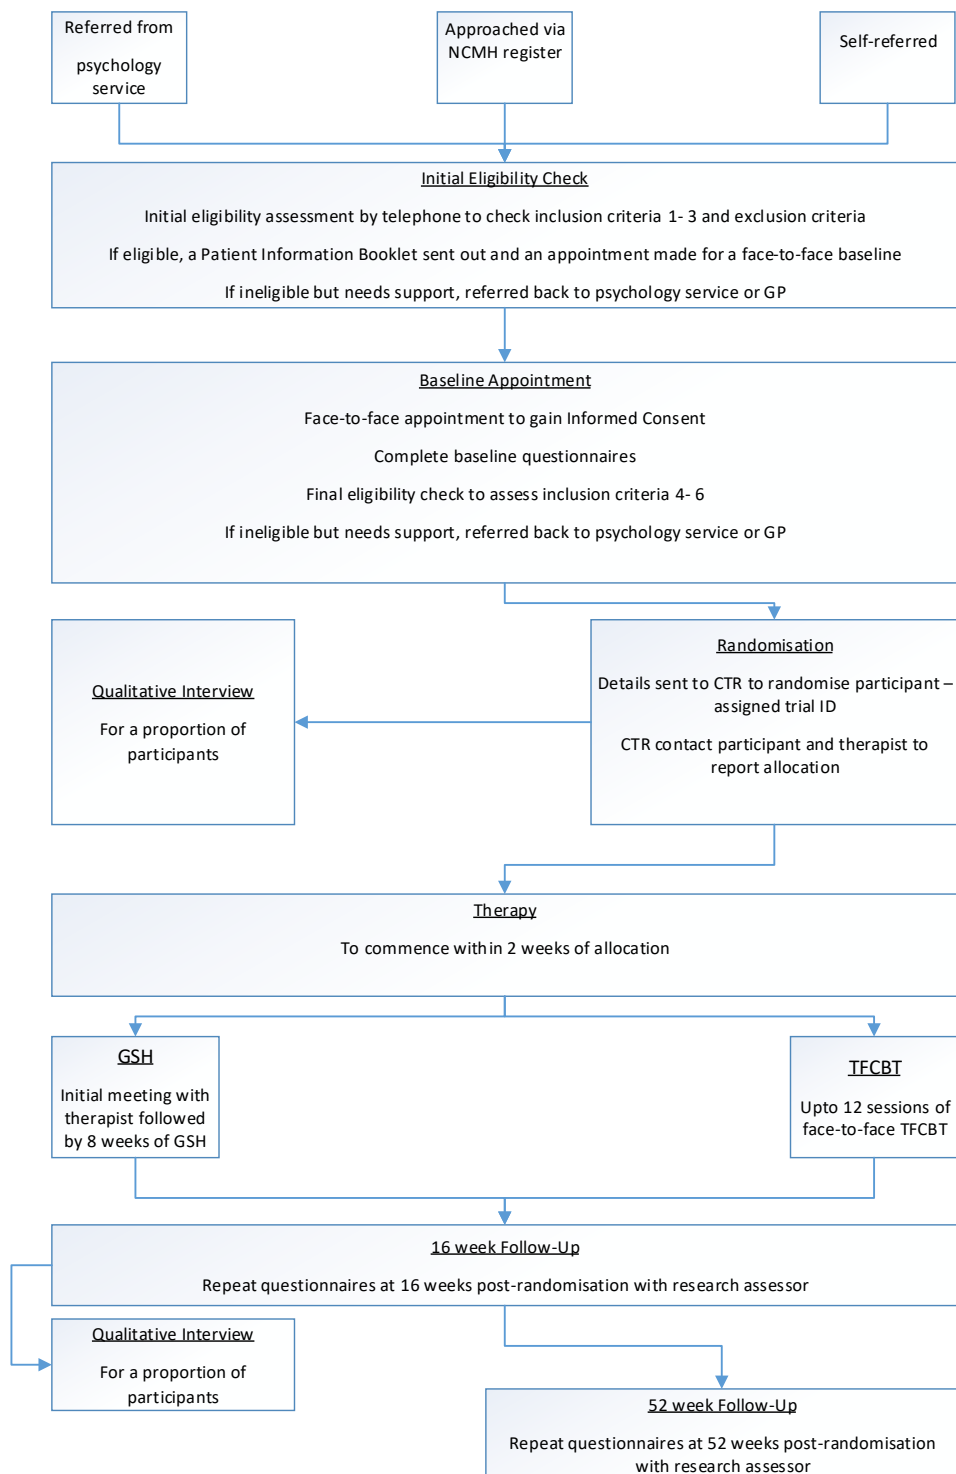 Referred from
psychology
service
Approached via
NCMH register
Self-referred
Initial Eligibility Check
Initial eligibility assessment by telephone to check inclusion criteria 1- 3 and exclusion criteria
If eligible, a Patient Information Booklet sent out and an appointment made for a face-to-face baseline
If ineligible but needs support, referred back to psychology service or GP
Baseline Appointment
Face-to-face appointment to gain Informed Consent
Complete baseline questionnaires
Final eligibility check to assess inclusion criteria 4- 6
If ineligible but needs support, referred back to psychology service or GP
Qualitative Interview
For a proportion of
participants
Randomisation
Details sent to CTR to randomise participant –
assigned trial ID
CTR contact participant and therapist to
report allocation
Therapy
To commence within 2 weeks of allocation
GSH
Initial meeting with
therapist followed
by 8 weeks of GSH
TFCBT
Upto 12 sessions of
face-to-face TFCBT
16 week Follow-Up
Repeat questionnaires at 16 weeks post-randomisation with research assessor
Qualitative Interview
For a proportion of
participants
52 week Follow-Up
Repeat questionnaires at 52 weeks post-randomisation
with research assessor